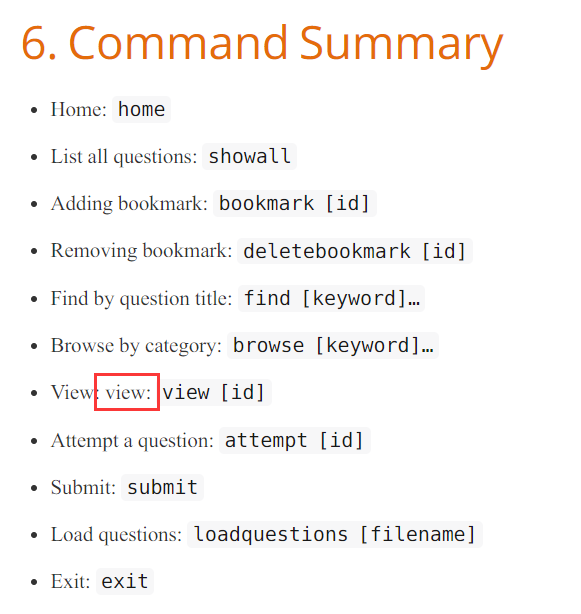 6. Command Summary
• Home: home
• List all questions: showall
• Adding bookmark: bookmark [id]
• Removing bookmark: deletebookmark [id]
• Find by question title: find [keyword]…
• Browse by category: browse [keyword]…
• View: view: view [id]
• Attempt a question: attempt [id]
• Submit: submit
• Load questions: loadquestions [filename]
• Exit: exit